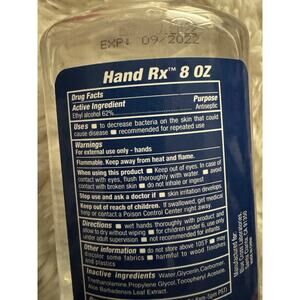 EXP: 09/2022
Hand Rx™ 8 OZ
Drug Facts
Active Ingredient Purpose
Ethyl alcohol 62% Antiseptic
Uses ▪ to decrease bacteria on the skin that could
cause disease ▪ recommended for repeated use
Warnings
For external use only - hands
Flammable. Keep away from heat and flame.
When using this product ▪ Keep out of eyes. In case of
contact with eyes, flush thoroughly with water. ▪ avoid
contact with broken skin ▪ do not inhale or ingest
Stop use and ask a doctor if ▪ skin irritation develops.
Keep out of reach of children. If swallowed, get medical
help or contact a Poison Control Center right away.
Directions ▪ wet hands thoroughly with product and
allow to dry without wiping ▪ for children under 6, use only
under adult supervision ▪ not recommended for infants
Other information ▪ do not store above 105°F ▪ may
discolor some fabrics ▪ harmful to wood finishes
and plastics
Inactive ingredients Water, Glycerin, Carbomer,
Triethanolamine, Propylene Glycol, Tocopheryl Acetate,
Aloe Barbadensis Leaf Extract.
Manufactured for: